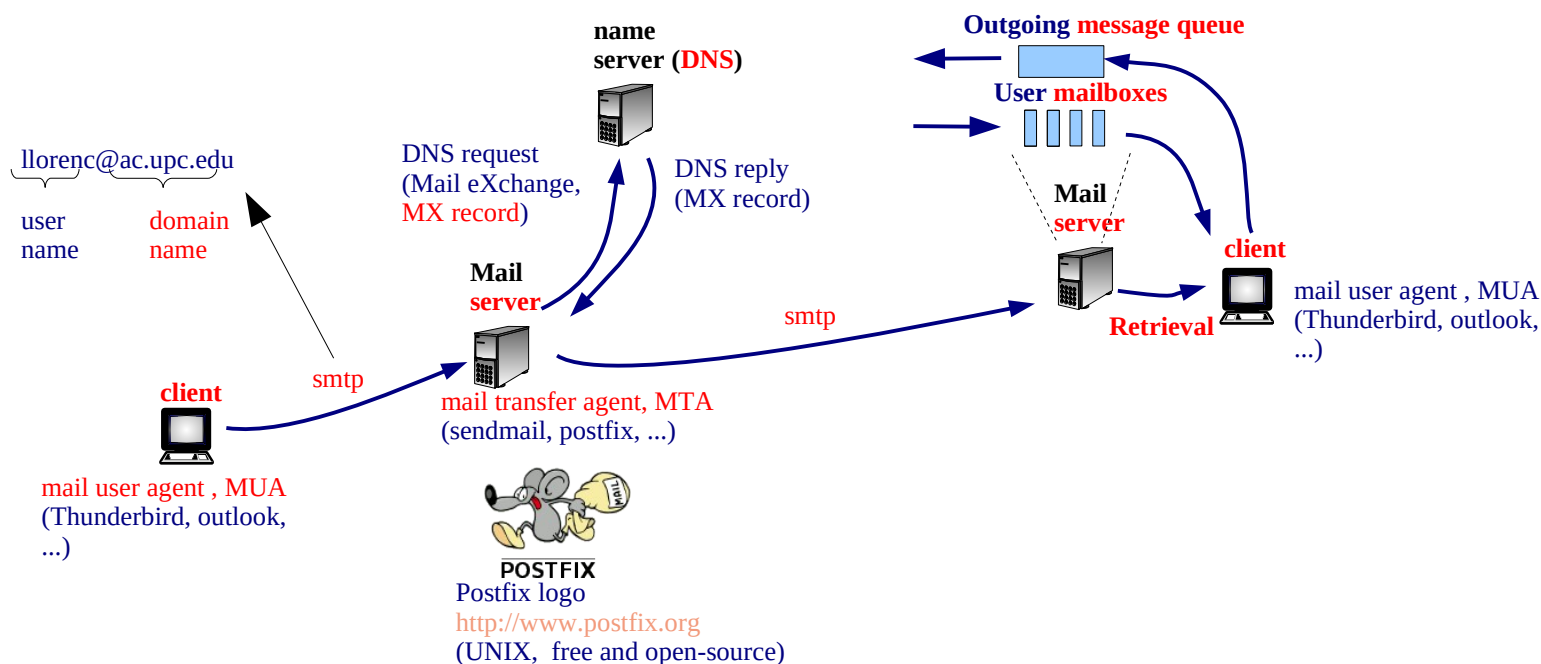 name
server (DNS)
Outgoing message queue
User mailboxes
llorenc@ac.upc.edu
user
name
domain
name
DNS request
(Mail eXchange,
MX record)
DNS reply
(MX record)
Mail
server
Mail
server
client
mail user agent , MUA
(Thunderbird, outlook,
...)
Retrieval
smtp
smtp
client
mail user agent , MUA
(Thunderbird, outlook,
...)
mail transfer agent, MTA
(sendmail, postfix, ...)
MAIL
POSTFIX
Postfix logo
http://www.postfix.org
(UNIX, free and open-source)